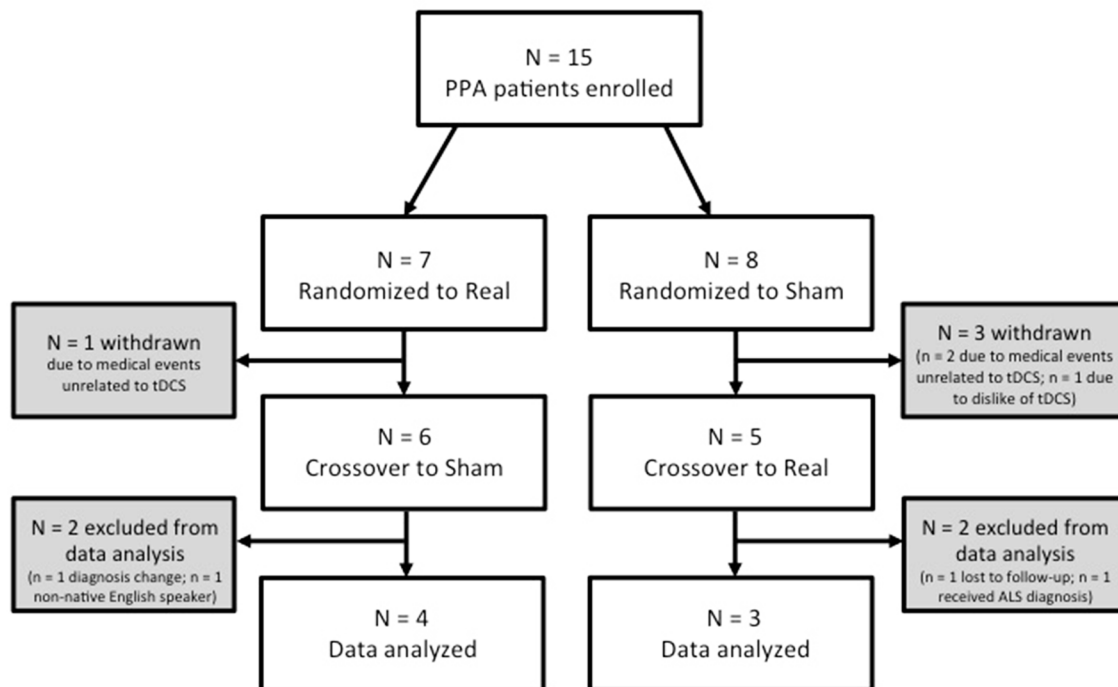 N = 15
PPA patients enrolled
N = 7
Randomized to Real
N = 8
Randomized to Sham
N = 1 withdrawn
due to medical events
unrelated to tDCS
N = 3 withdrawn
(n = 2 due to medical events
unrelated to tDCS; n = 1 due
to dislike of tDCS)
N = 6
Crossover to Sham
N = 5
Crossover to Real
N = 2 excluded from
data analysis
(n = 1 diagnosis change; n = 1
non-native English speaker)
N = 2 excluded from
data analysis
(n = 1 lost to follow-up; n = 1
received ALS diagnosis)
N = 4
Data analyzed
N = 3
Data analyzed